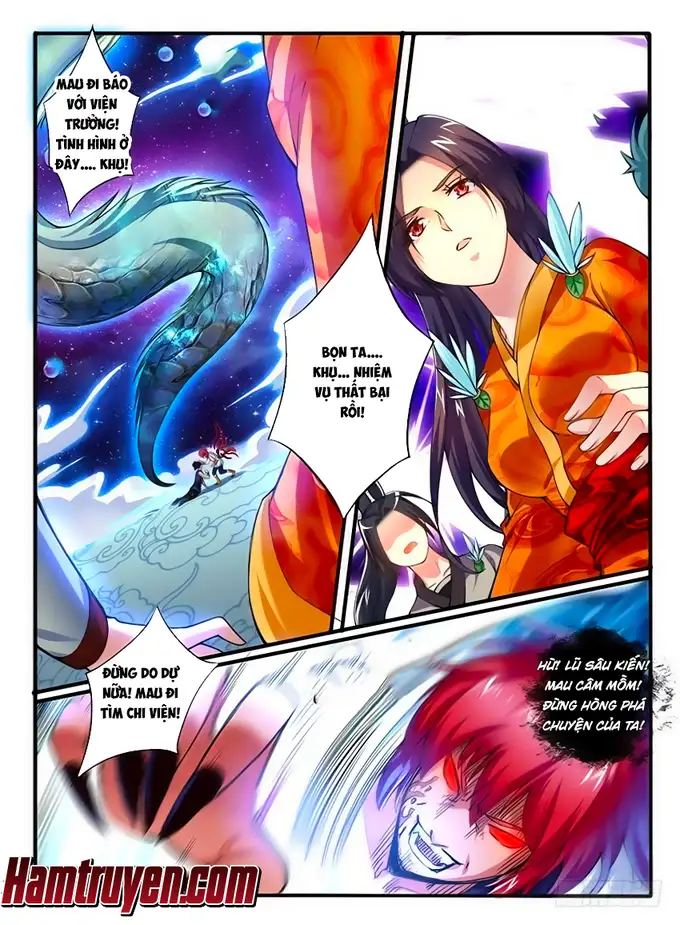 MAU ĐI BÁO
VỚI VIỆN
TRƯỞNG!
TÌNH HÌNH Ở
ĐÂY.... KHỤ!
BỌN TA....
KHỤ... NHIỆM
VỤ THẤT BẠI
RỒI!
ĐỪNG DO DỰ
NỮA! MAU ĐI
TÌM CHI VIỆN!
HỪ! LŨ SÂU KIẾN!
MAU CÂM MỒM!
ĐỪNG HÒNG PHÁ
CHUYỆN CỦA TA!
Hamtruyen.com